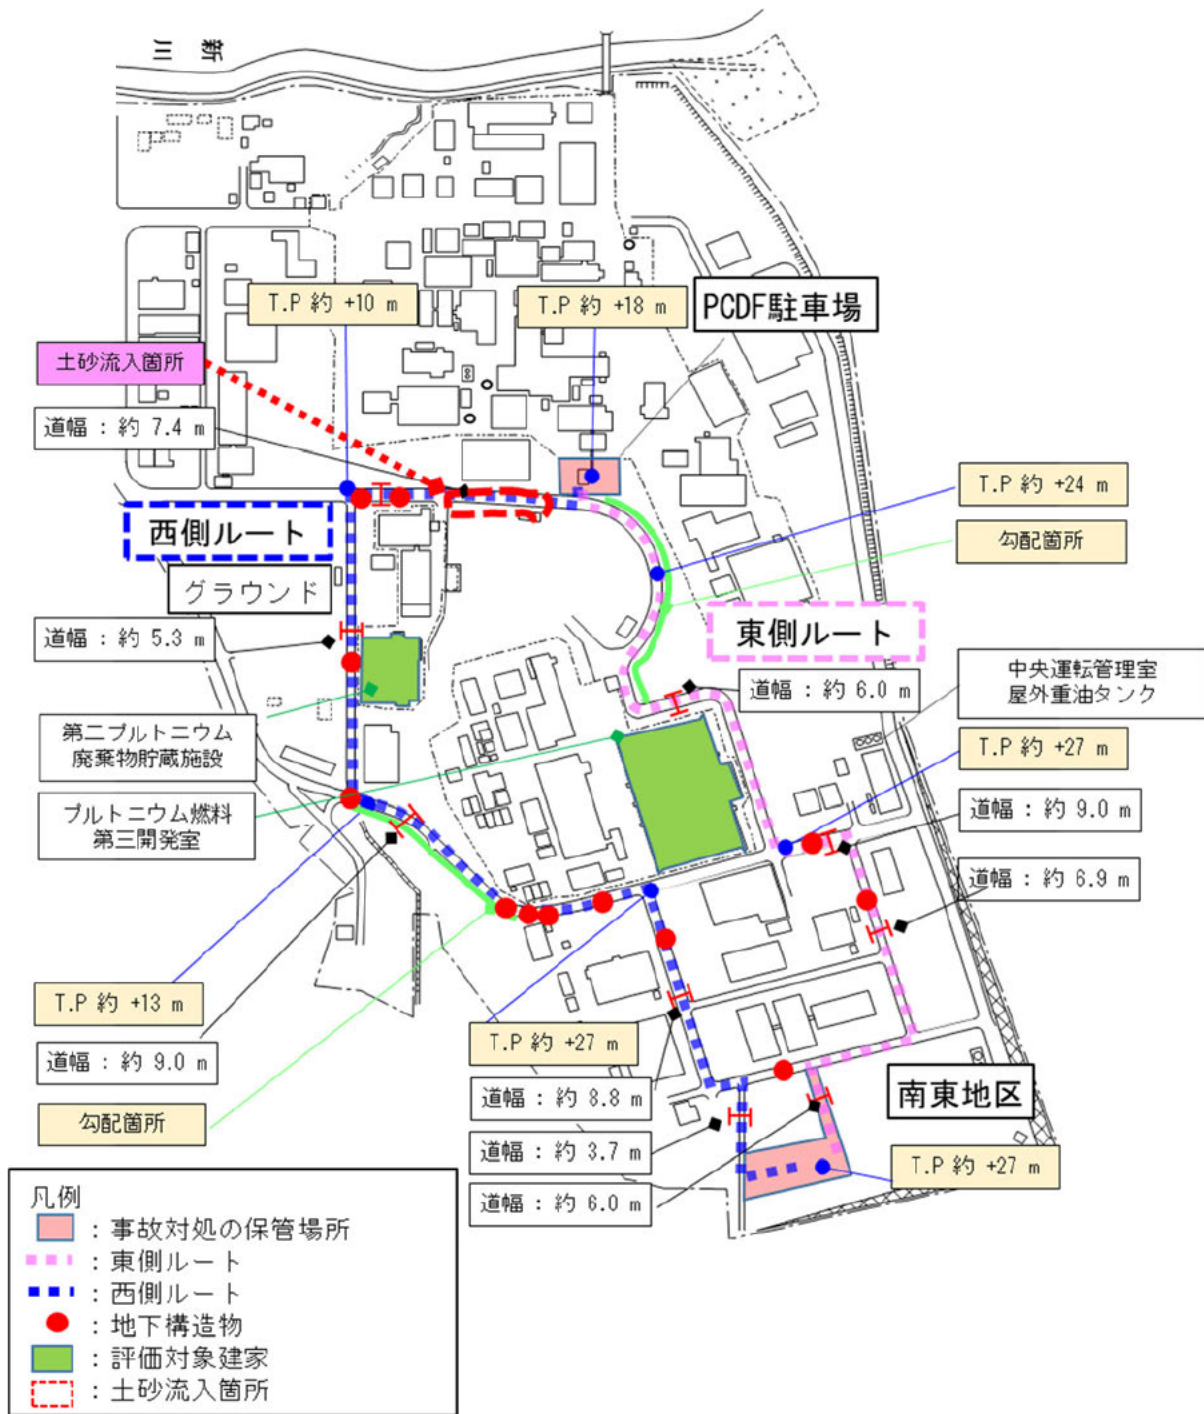 新
川
T.P 約 +10 m
T.P 約 +18 m
PCDF駐車場
土砂流入箇所
道幅：約 7.4 m
T.P 約 +24 m
西側ルート
勾配箇所
グラウンド
東側ルート
道幅：約 5.3 m
道幅：約 6.0 m
中央運転管理室
屋外重油タンク
第二プルトニウム
廃棄物貯蔵施設
T.P 約 +27 m
プルトニウム燃料
第三開発室
道幅：約 9.0 m
道幅：約 6.9 m
T.P 約 +13 m
道幅：約 9.0 m
T.P 約 +27 m
勾配箇所
道幅：約 8.8 m
南東地区
道幅：約 3.7 m
T.P 約 +27 m
道幅：約 6.0 m
凡例
：事故対処の保管場所
：東側ルート
：西側ルート
：地下構造物
：評価対象建家
：土砂流入箇所